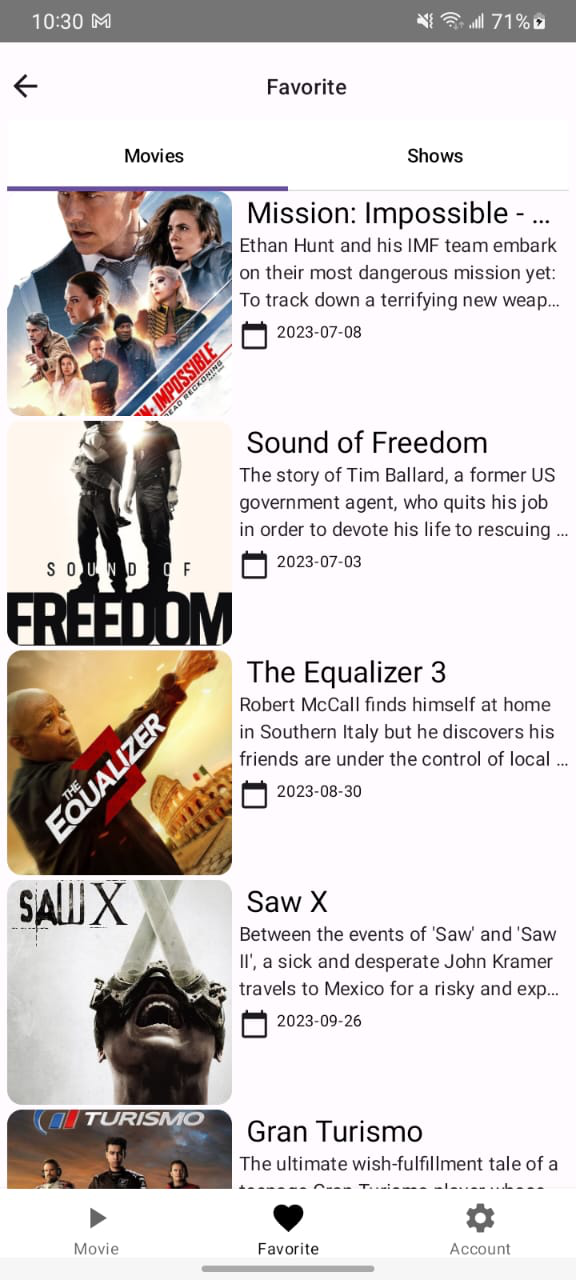 10:30 71%
Favorite
Movies Shows
Mission: Impossible - ...
Ethan Hunt and his IMF team embark
on their most dangerous mission yet:
To track down a terrifying new weap...
2023-07-08
N: IMPOSSIBLE
DEAD RECKONING
Sound of Freedom
The story of Tim Ballard, a former US
government agent, who quits his job
in order to devote his life to rescuing ...
2023-07-03
SOUND OF
FREEDOM
The Equalizer 3
Robert McCall finds himself at home
in Southern Italy but he discovers his
friends are under the control of local ...
2023-08-30
THE
EQUALIZER
3
Saw X
Between the events of 'Saw' and 'Saw
II', a sick and desperate John Kramer
travels to Mexico for a risky and exp...
2023-09-26
SAW X
TURISMO
Gran Turismo
The ultimate wish-fulfillment tale of a
teenage Gran Turismo player whose
Movie Favorite Account